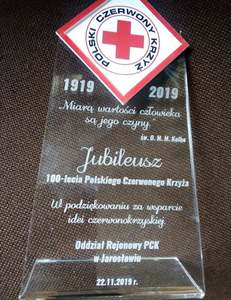 POLSKI CZERWONY KRZYŻ
1919 2019
"Miarą wartości człowieka
są jego czyny."
św. O. M. M. Kolbe
Jubileusz
100-lecia Polskiego Czerwonego Krzyża
W podziękowaniu za wsparcie
idei czerwonokrzyskiej.
Oddział Rejonowy PCK
w Jarosławiu
22.11.2019 r.